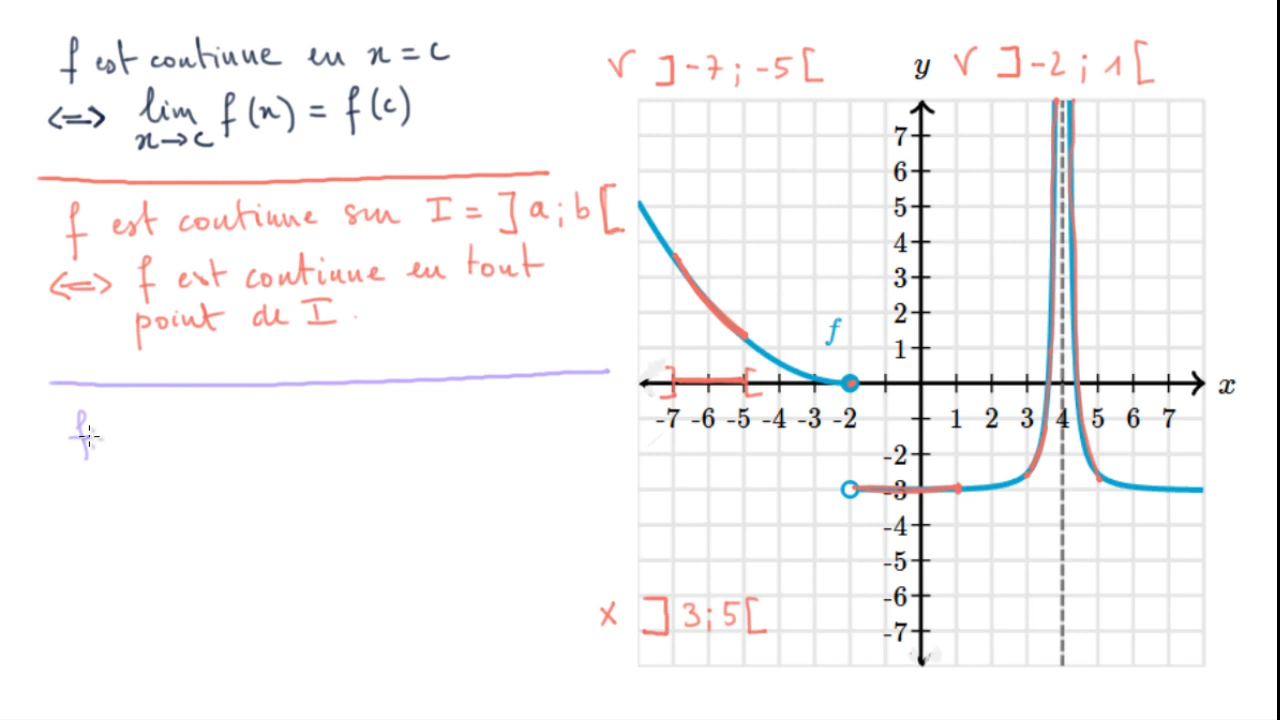 f est continue en x = c
<=> lim f(x) = f(c)
x→c
f est continue sur I = ]a;b[
<=> f est continue en tout
point de I.
f
√ ]-7;-5[
y √ ]-2;1[
7
6
5
4
3
2
1
f
] [
x
-7 -6 -5 -4 -3 -2 1 2 3 4 5 6 7
-2
-3
-4
-5
-6
-7
x ]3;5[